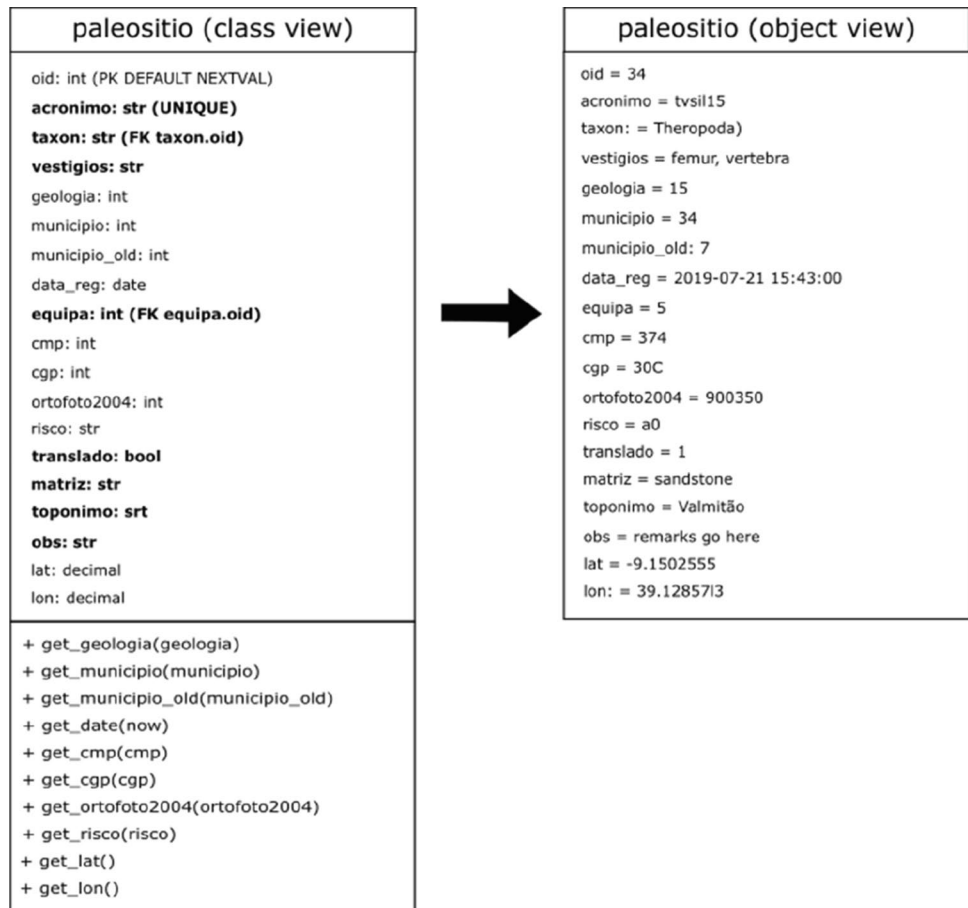 paleositio (class view)
oid: int (PK DEFAULT NEXTVAL)
acronimo: str (UNIQUE)
taxon: str (FK taxon.oid)
vestigios: str
geologia: int
municipio: int
municipio_old: int
data_reg: date
equipa: int (FK equipa.oid)
cmp: int
cgp: int
ortofoto2004: int
risco: str
translado: bool
matriz: str
toponimo: srt
obs: str
lat: decimal
lon: decimal
+ get_geologia(geologia)
+ get_municipio(municipio)
+ get_municipio_old(municipio_old)
+ get_date(now)
+ get_cmp(cmp)
+ get_cgp(cgp)
+ get_ortofoto2004(ortofoto2004)
+ get_risco(risco)
+ get_lat()
+ get_lon()
paleositio (object view)
oid = 34
acronimo = tvsil15
taxon: = Theropoda)
vestigios = femur, vertebra
geologia = 15
municipio = 34
municipio_old: 7
data_reg = 2019-07-21 15:43:00
equipa = 5
cmp = 374
cgp = 30C
ortofoto2004 = 900350
risco = a0
translado = 1
matriz = sandstone
toponimo = Valmitão
obs = remarks go here
lat = -9.1502555
lon: = 39.12857l3